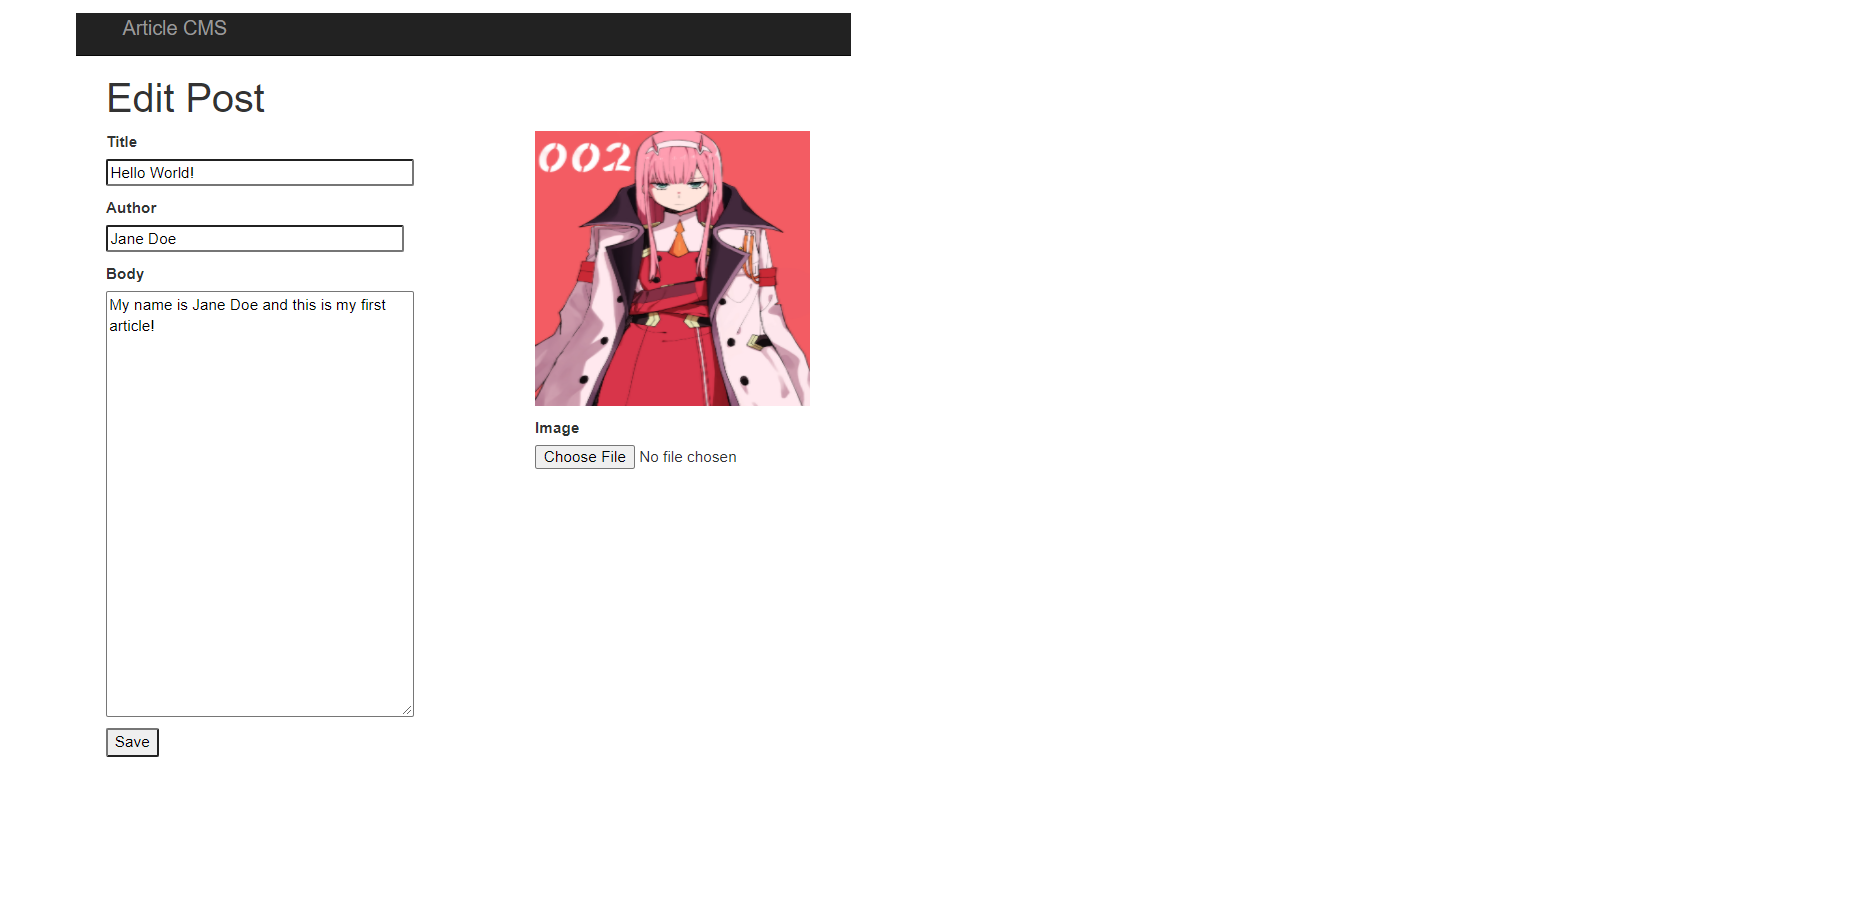 Article CMS
Edit Post
Title
Hello World!
Author
Jane Doe
Body
My name is Jane Doe and this is my first
article!
Save
002
Image
Choose File No file chosen